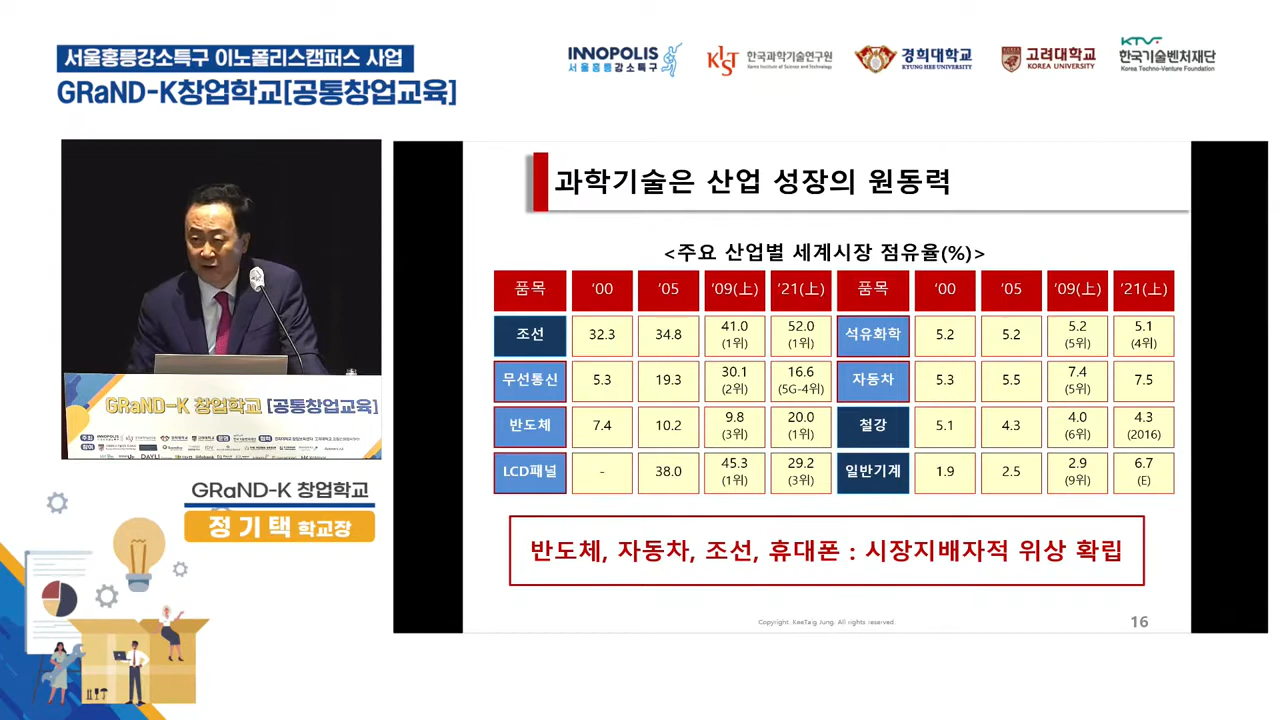 서울홍릉강소특구 이노폴리스캠퍼스 사업
GRaND-K창업학교[공통창업교육]
INNOPOLIS
서울홍릉강소특구
KIST 한국과학기술연구원
Korea Institute of Science and Technology
경희대학교
KYUNG HEE UNIVERSITY
고려대학교
KOREA UNIVERSITY
KTVF
한국기술벤처재단
Korea Techno-Venture Foundation
과학기술은 산업 성장의 원동력
<주요 산업별 세계시장 점유율(%)>
품목 ‘00 ‘05 ’09(上) ’21(上) 품목 ‘00 ‘05 ’09(上) ’21(上)
조선 32.3 34.8 41.0 (1위) 52.0 (1위) 석유화학 5.2 5.2 5.2 (5위) 5.1 (4위)
무선통신 5.3 19.3 30.1 (2위) 16.6 (5G-4위) 자동차 5.3 5.5 7.4 (5위) 7.5
반도체 7.4 10.2 9.8 (3위) 20.0 (1위) 철강 5.1 4.3 4.0 (6위) 4.3 (2016)
LCD패널 - 38.0 45.3 (1위) 29.2 (3위) 일반기계 1.9 2.5 2.9 (9위) 6.7 (E)
반도체, 자동차, 조선, 휴대폰 : 시장지배자적 위상 확립
Copyright. KeeTaig Jung. All rights reserved.
16
GRaND-K 창업학교 [공통창업교육]
GRaND-K 창업학교
정기택 학교장